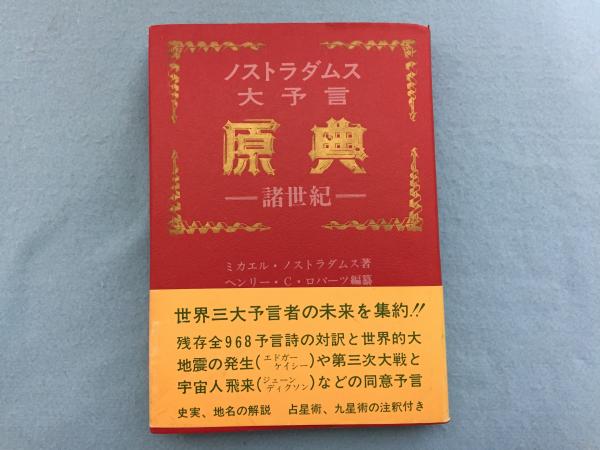 ノストラダムス
大予言
原典
―諸世紀―
ミカエル・ノストラダムス著
ヘンリー・C・ロバーツ編纂
世界三大予言者の未来を集約!!
残存全968予言詩の対訳と世界的大
地震の発生(エドガーケイシー)や第三次大戦と
宇宙人飛来(ジェーンディクソン)などの同意予言
史実、地名の解説 占星術、九星術の注釈付き